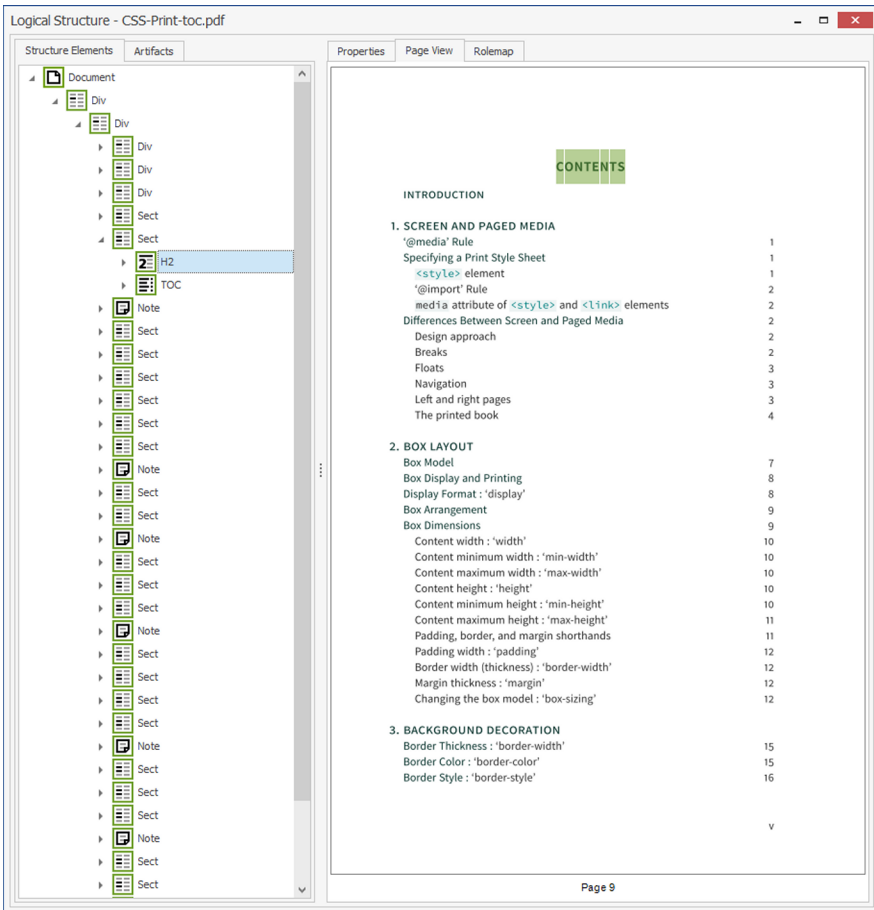 Logical Structure - CSS-Print-toc.pdf
Structure Elements
Artifacts
Document
Div
Div
Div
Div
Div
Sect
Sect
H2
TOC
Note
Sect
Sect
Sect
Sect
Sect
Sect
Note
Sect
Sect
Note
Sect
Sect
Sect
Note
Sect
Sect
Sect
Sect
Note
Sect
Sect
Sect
Note
Sect
Sect
Properties
Page View
Rolemap
CONTENTS
INTRODUCTION
1. SCREEN AND PAGED MEDIA
‘@media’ Rule 1
Specifying a Print Style Sheet 1
<style> element 1
‘@import’ Rule 2
media attribute of <style> and <link> elements 2
Differences Between Screen and Paged Media 2
Design approach 2
Breaks 2
Floats 3
Navigation 3
Left and right pages 3
The printed book 4
2. BOX LAYOUT
Box Model 7
Box Display and Printing 8
Display Format : ‘display’ 8
Box Arrangement 9
Box Dimensions 9
Content width : ‘width’ 10
Content minimum width : ‘min-width’ 10
Content maximum width : ‘max-width’ 10
Content height : ‘height’ 10
Content minimum height : ‘min-height’ 10
Content maximum height : ‘max-height’ 11
Padding, border, and margin shorthands 11
Padding width : ‘padding’ 12
Border width (thickness) : ‘border-width’ 12
Margin thickness : ‘margin’ 12
Changing the box model : ‘box-sizing’ 12
3. BACKGROUND DECORATION
Border Thickness : ‘border-width’ 15
Border Color : ‘border-color’ 15
Border Style : ‘border-style’ 16
v
Page 9